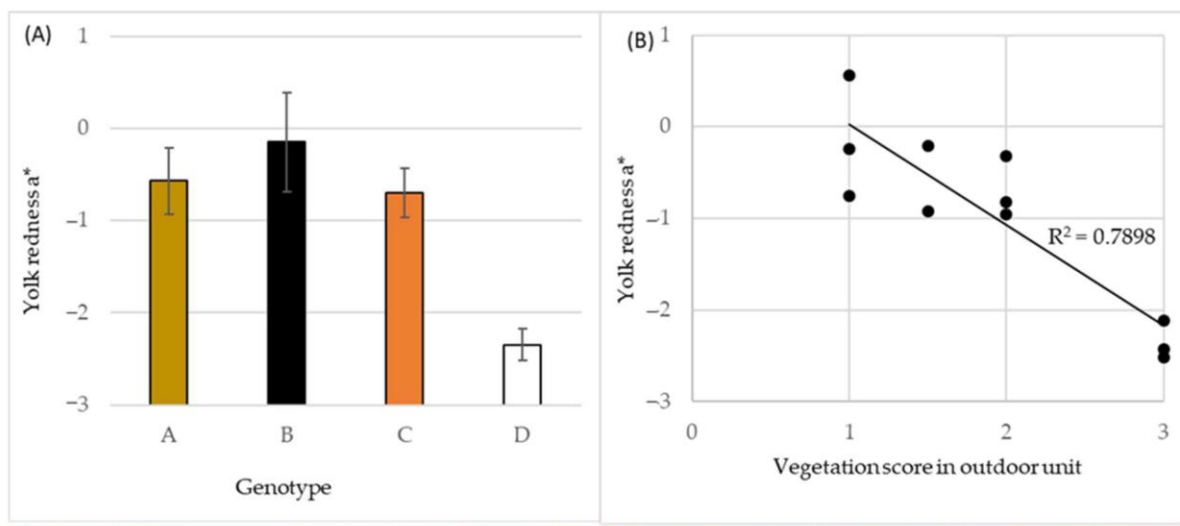 (A)
1
0
−1
−2
−3
Yolk redness a*
A B C D
Genotype
(B)
1
0
−1
−2
−3
Yolk redness a*
R² = 0.7898
0 1 2 3
Vegetation score in outdoor unit